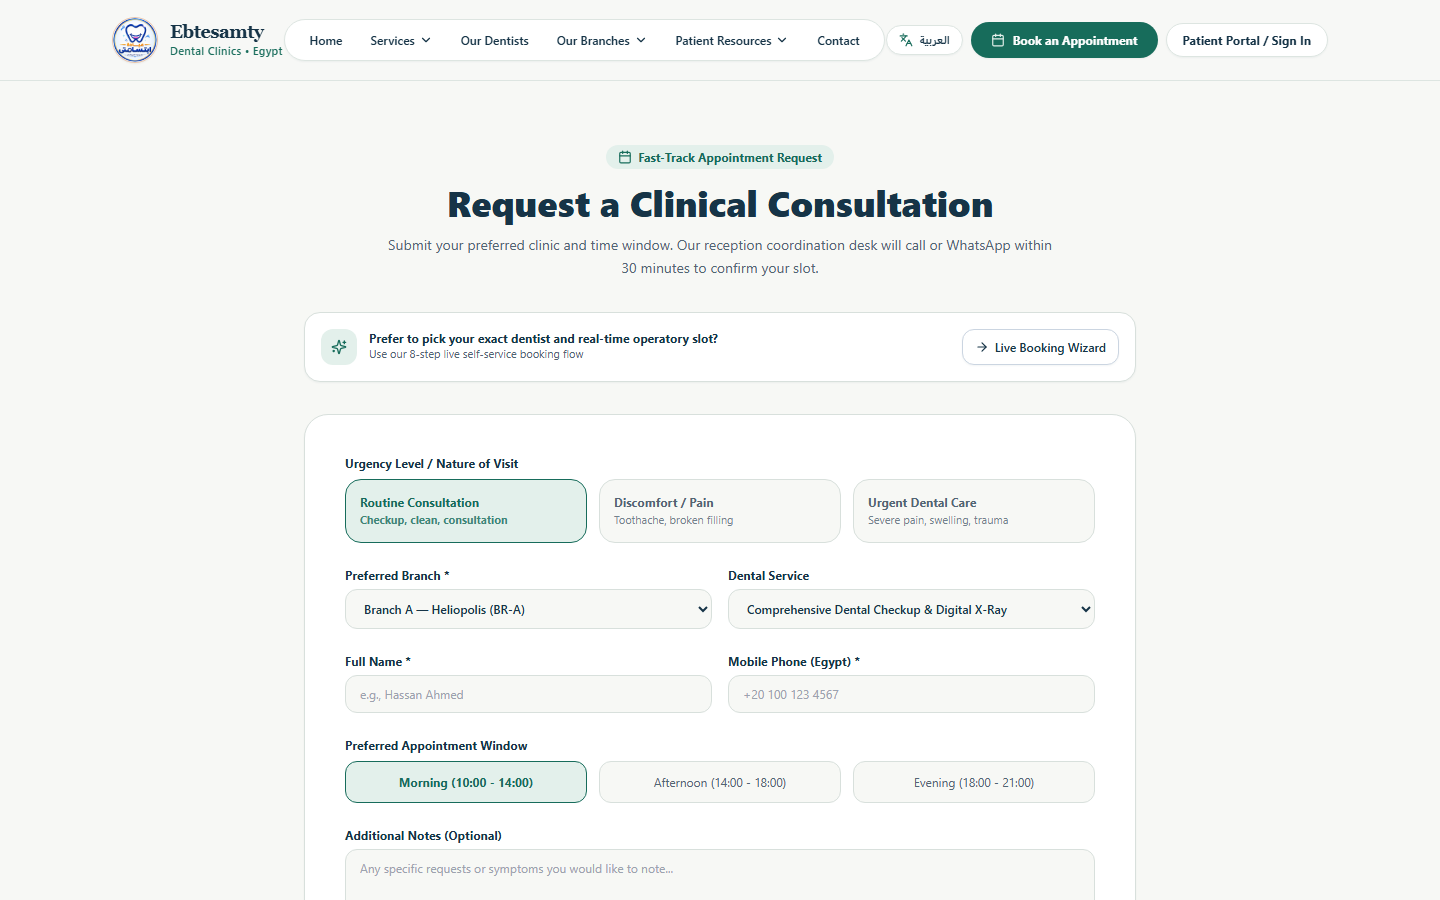 Ebtesamty
Dental Clinics • Egypt
Home
Services
Our Dentists
Our Branches
Patient Resources
Contact
العربية
Book an Appointment
Patient Portal / Sign In
Fast-Track Appointment Request
Request a Clinical Consultation
Submit your preferred clinic and time window. Our reception coordination desk will call or WhatsApp within
30 minutes to confirm your slot.
Prefer to pick your exact dentist and real-time operatory slot?
Use our 8-step live self-service booking flow
Live Booking Wizard
Urgency Level / Nature of Visit
Routine Consultation
Checkup, clean, consultation
Discomfort / Pain
Toothache, broken filling
Urgent Dental Care
Severe pain, swelling, trauma
Preferred Branch *
Branch A — Heliopolis (BR-A)
Dental Service
Comprehensive Dental Checkup & Digital X-Ray
Full Name *
e.g., Hassan Ahmed
Mobile Phone (Egypt) *
+20 100 123 4567
Preferred Appointment Window
Morning (10:00 - 14:00)
Afternoon (14:00 - 18:00)
Evening (18:00 - 21:00)
Additional Notes (Optional)
Any specific requests or symptoms you would like to note...